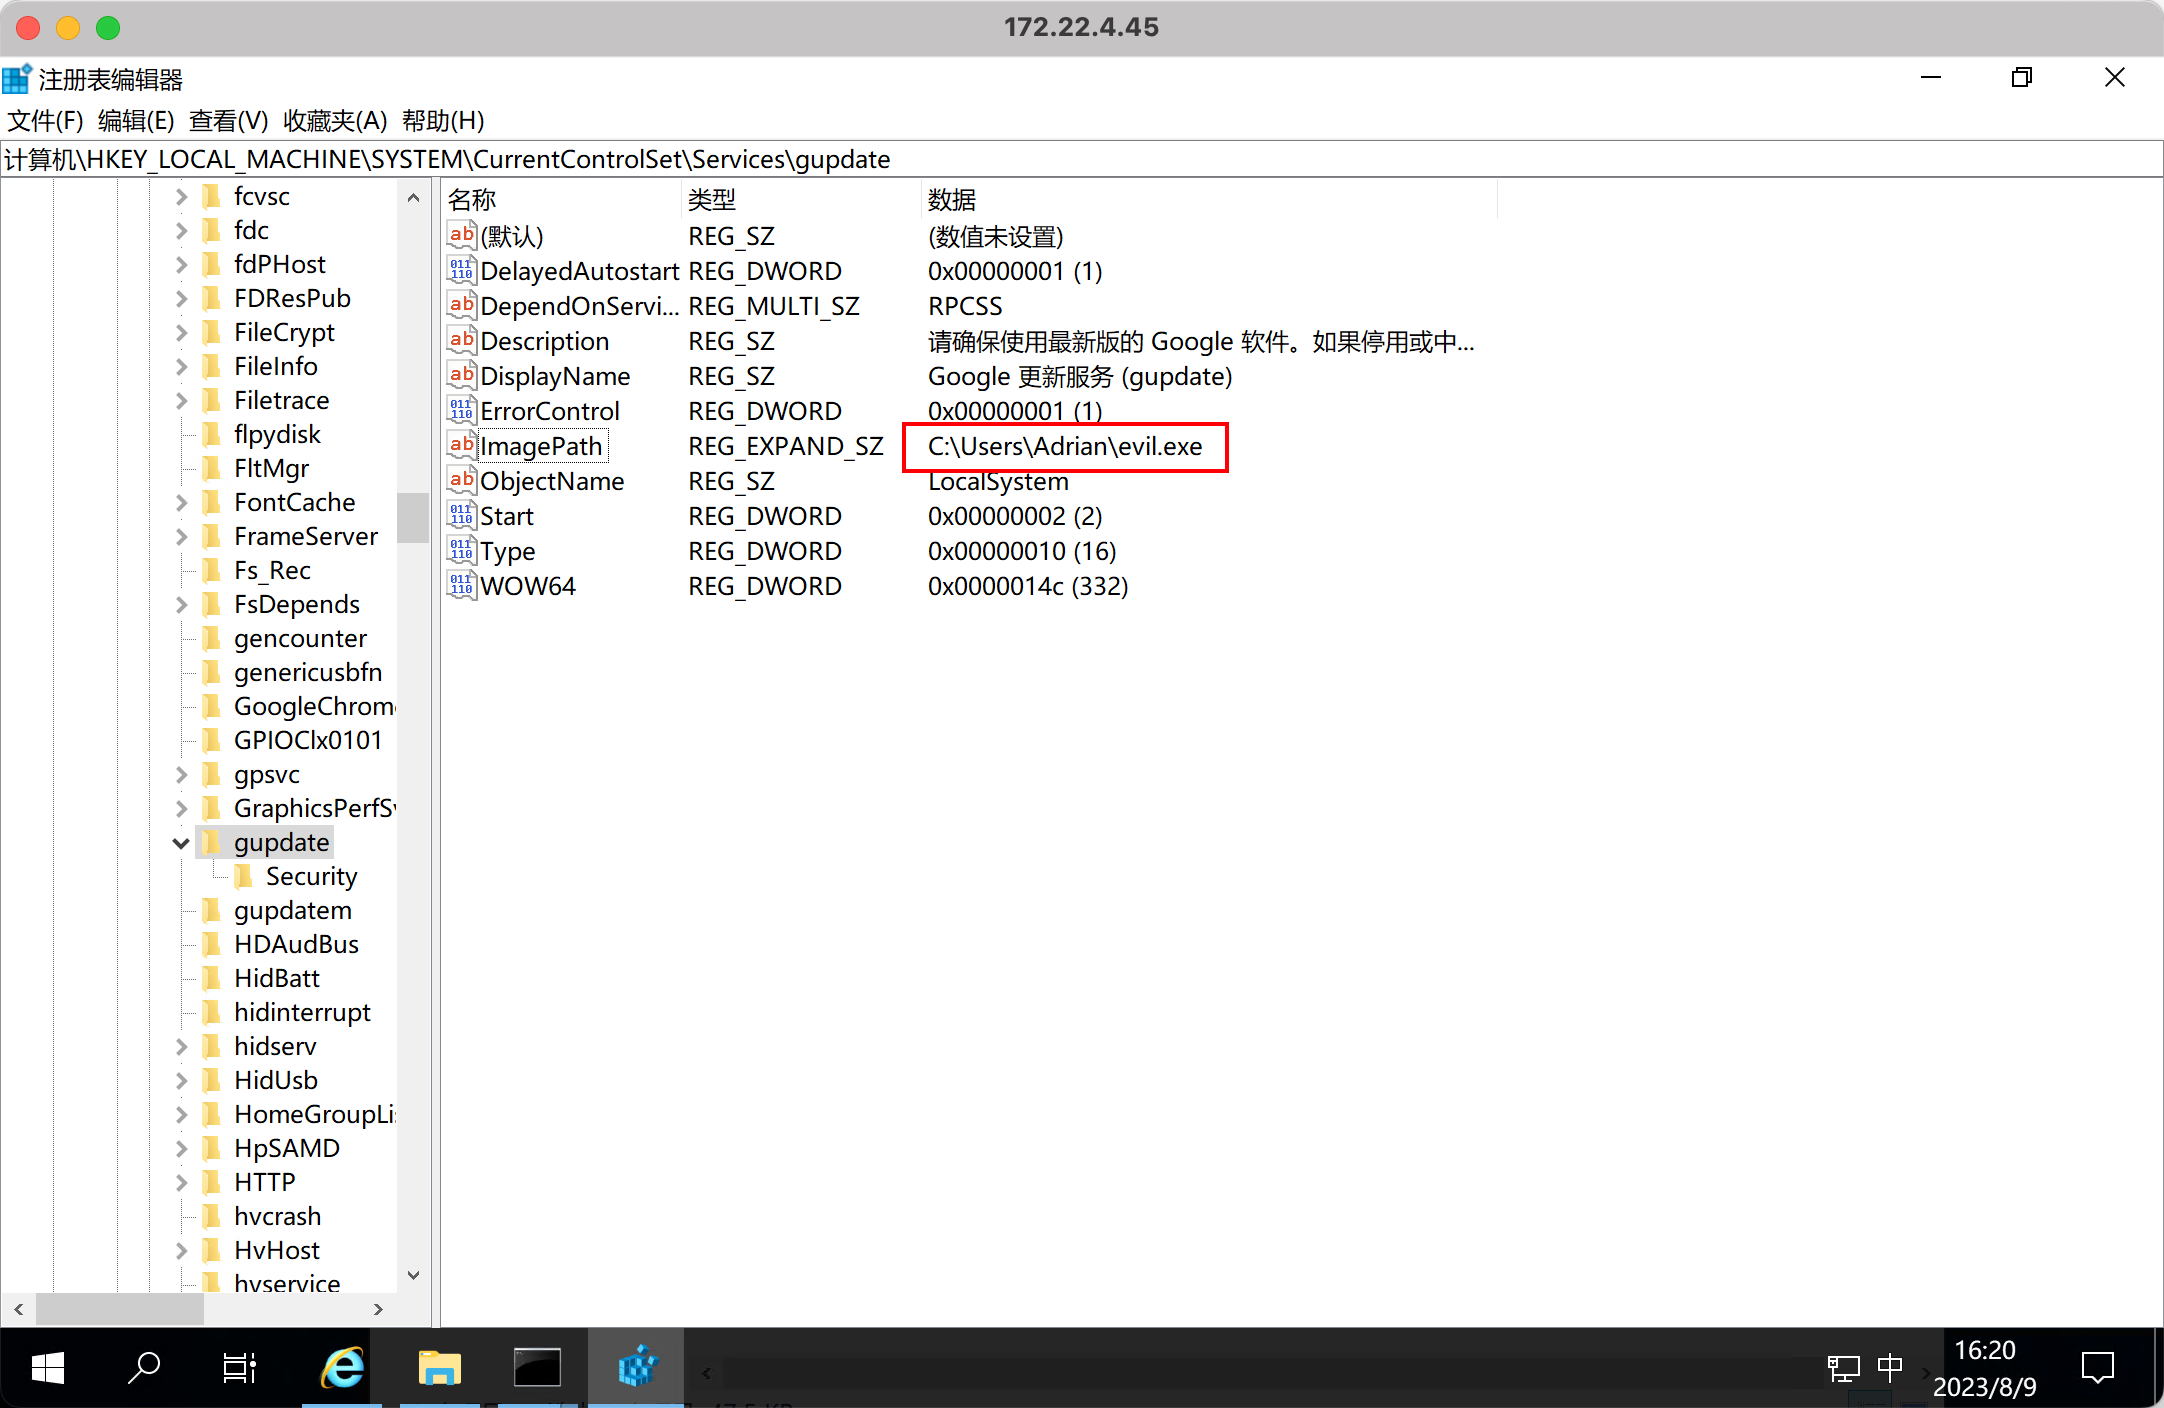 172.22.4.45
注册表编辑器
文件(F) 编辑(E) 查看(V) 收藏夹(A) 帮助(H)
计算机\HKEY_LOCAL_MACHINE\SYSTEM\CurrentControlSet\Services\gupdate
fcvsc
fdc
fdPHost
FDResPub
FileCrypt
FileInfo
Filetrace
flpydisk
FltMgr
FontCache
FrameServer
Fs_Rec
FsDepends
gencounter
genericusbfn
GoogleChrom
GPIOClx0101
gpsvc
GraphicsPerfS
gupdate
Security
gupdatem
HDAudBus
HidBatt
hidinterrupt
hidserv
HidUsb
HomeGroupLi
HpSAMD
HTTP
hvcrash
HvHost
hvservice
名称 类型 数据
(默认) REG_SZ (数值未设置)
DelayedAutostart REG_DWORD 0x00000001 (1)
DependOnServi... REG_MULTI_SZ RPCSS
Description REG_SZ 请确保使用最新版的 Google 软件。如果停用或中...
DisplayName REG_SZ Google 更新服务 (gupdate)
ErrorControl REG_DWORD 0x00000001 (1)
ImagePath REG_EXPAND_SZ C:\Users\Adrian\evil.exe
ObjectName REG_SZ LocalSystem
Start REG_DWORD 0x00000002 (2)
Type REG_DWORD 0x00000010 (16)
WOW64 REG_DWORD 0x0000014c (332)
中
16:20
2023/8/9